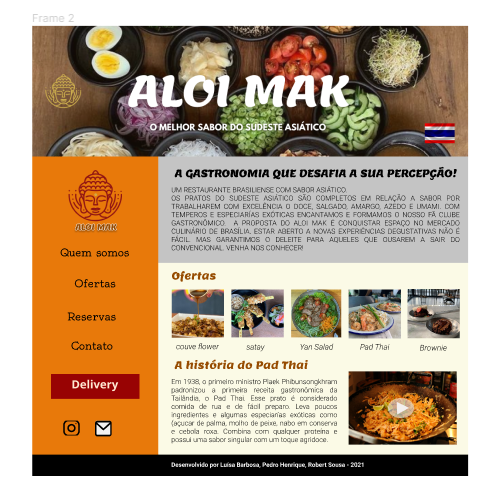 Frame 2
ALOI MAK
O MELHOR SABOR DO SUDESTE ASIÁTICO
ALOI MAK
Quem somos
Ofertas
Reservas
Contato
Delivery
A GASTRONOMIA QUE DESAFIA A SUA PERCEPÇÃO!
UM RESTAURANTE BRASILIENSE COM SABOR ASIÁTICO.
OS PRATOS DO SUDESTE ASIÁTICO SÃO COMPLETOS EM RELAÇÃO A SABOR POR
TRABALHAREM COM EXCELÊNCIA O DOCE, SALGADO, AMARGO, AZEDO E UMAMI. COM
TEMPEROS E ESPECIARIAS EXÓTICAS ENCANTAMOS E FORMAMOS O NOSSO FÃ CLUBE
GASTRONÔMICO. A PROPOSTA DO ALOI MAK É CONQUISTAR ESPAÇO NO MERCADO
CULINÁRIO DE BRASÍLIA. ESTAR ABERTO A NOVAS EXPERIÊNCIAS DEGUSTATIVAS NÃO É
FÁCIL, MAS GARANTIMOS O DELEITE PARA AQUELES QUE OUSAREM A SAIR DO
CONVENCIONAL. VENHA NOS CONHECER!
Ofertas
couve flower
satay
Yan Salad
Pad Thai
Brownie
A história do Pad Thai
Em 1938, o primeiro ministro Plaek Phibunsongkhram
padronizou a primeira receita gastronômica da
Tailândia, o Pad Thai. Esse prato é considerado
comida de rua e de fácil preparo. Leva poucos
ingredientes e algumas especiarias exóticas como
(açucar de palma, molho de peixe, nabo em conserva
e cebola roxa. Combina com qualquer proteína e
possui uma sabor singular com um toque agridoce.
Desenvolvido por Luisa Barbosa, Pedro Henrique, Robert Sousa - 2021